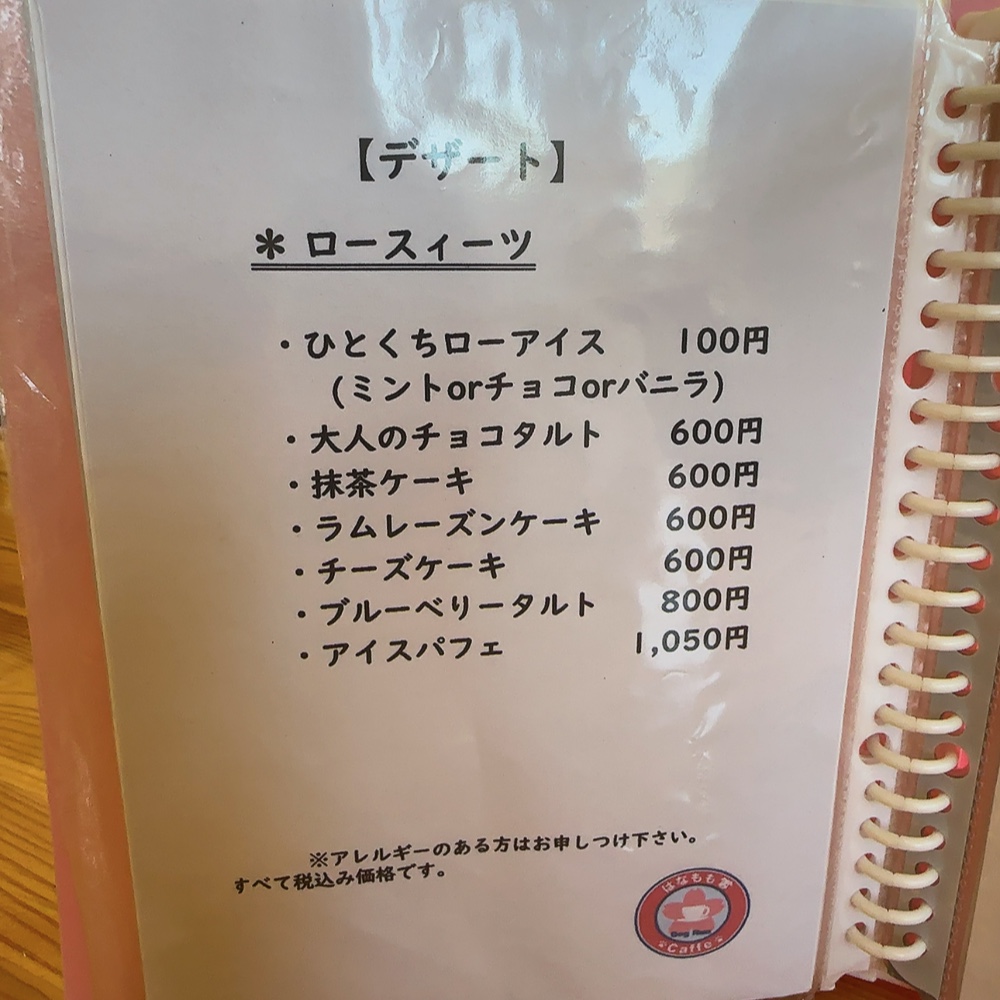 【デザート】
＊ ロースィーツ
・ひとくちローアイス 100円
(ミントorチョコorバニラ)
・大人のチョコタルト 600円
・抹茶ケーキ 600円
・ラムレーズンケーキ 600円
・チーズケーキ 600円
・ブルーベリータルト 800円
・アイスパフェ 1,050円
※アレルギーのある方はお申しつけ下さい。
すべて税込み価格です。
はなもも
Caffe